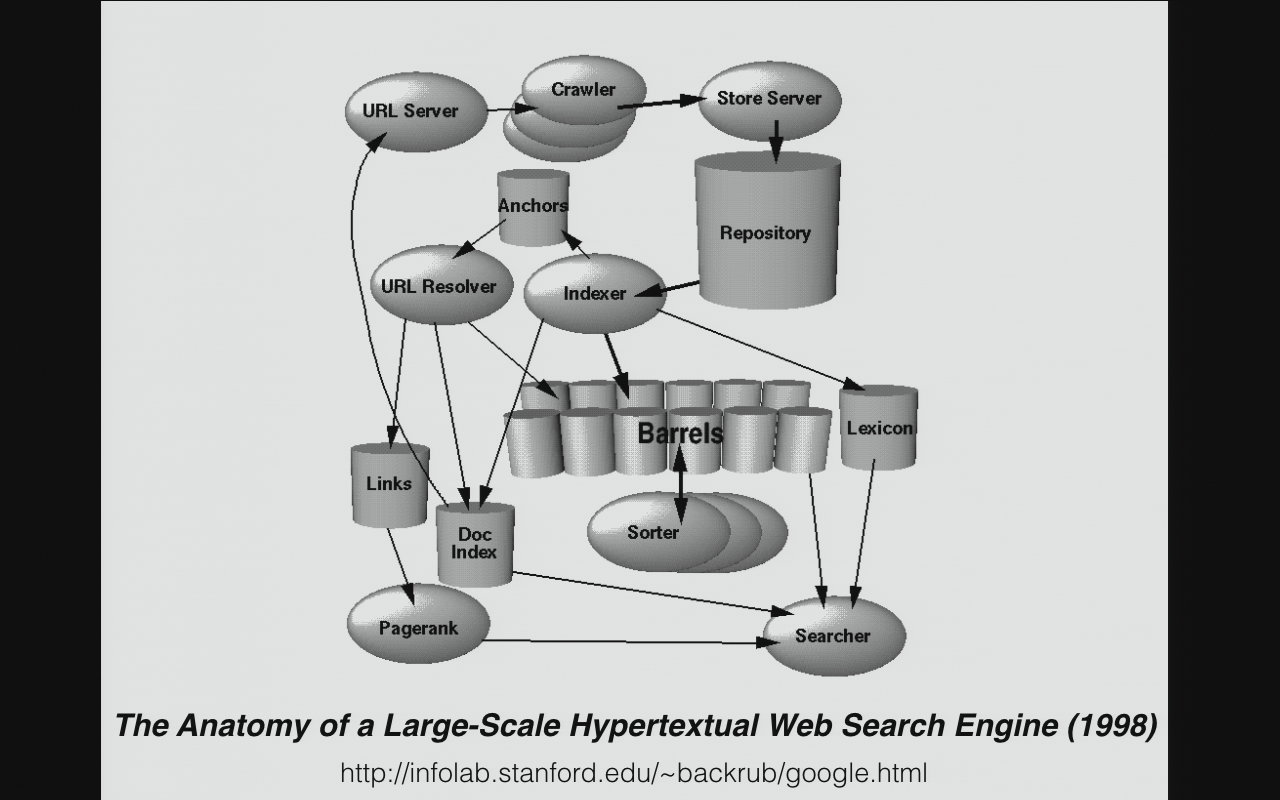 URL Server
Crawler
Store Server
Anchors
Repository
URL Resolver
Indexer
Barrels
Lexicon
Links
Doc
Index
Sorter
Pagerank
Searcher
The Anatomy of a Large-Scale Hypertextual Web Search Engine (1998)
http://infolab.stanford.edu/~backrub/google.html